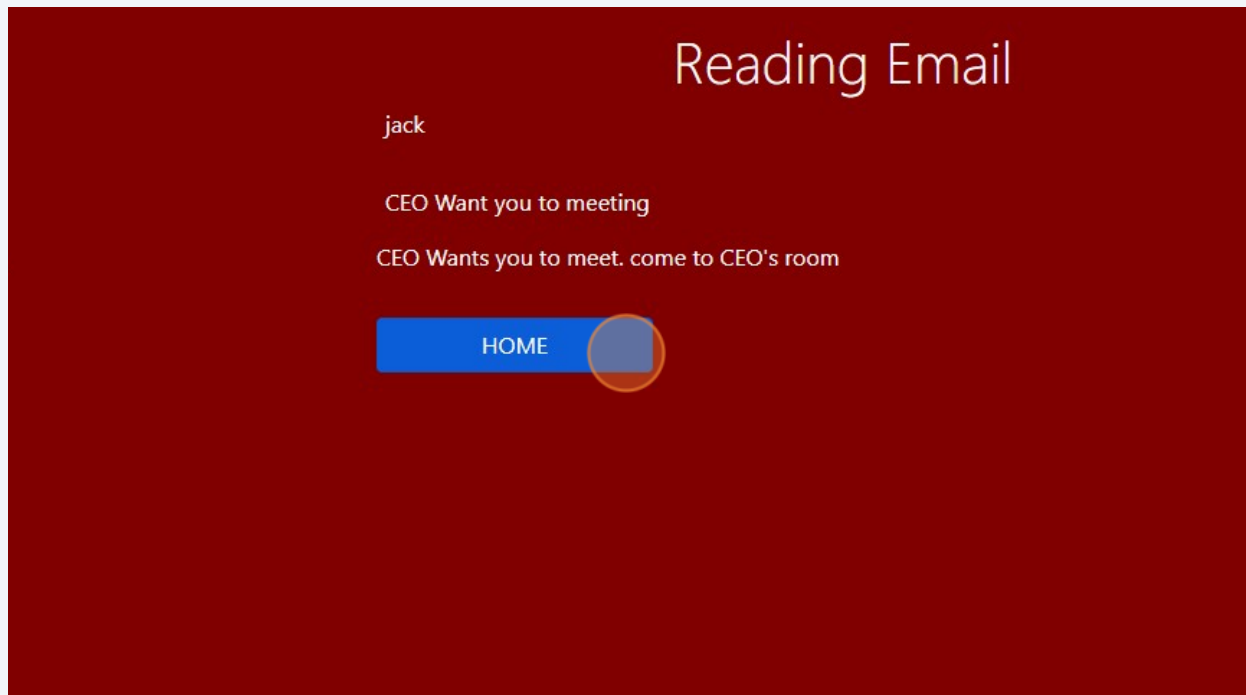 Reading Email
jack
CEO Want you to meeting
CEO Wants you to meet. come to CEO's room
HOME